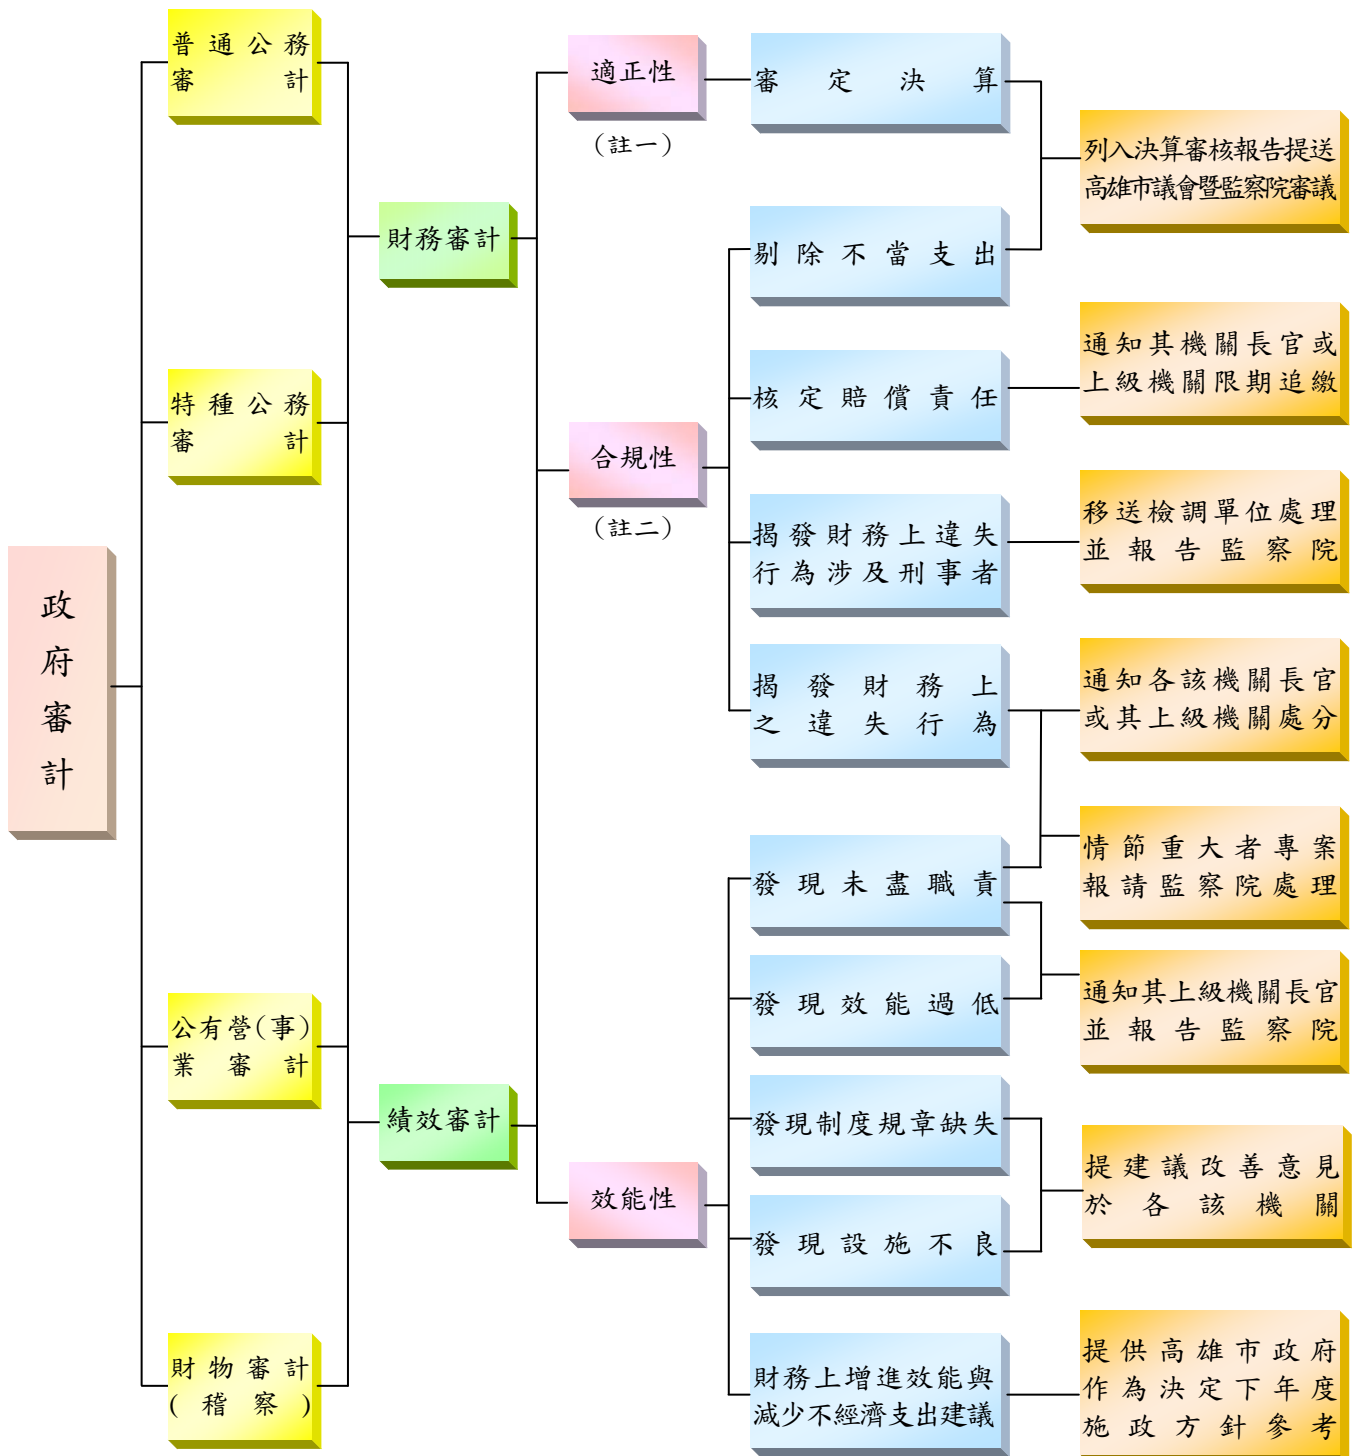 政
府
審
計
普通公務
審計
特種公務
審計
公有營(事)
業審計
財物審計
(稽察)
財務審計
績效審計
適正性
(註一)
合規性
(註二)
效能性
審定決算
剔除不當支出
核定賠償責任
揭發財務上違失
行為涉及刑事者
揭發財務上
之違失行為
發現未盡職責
發現效能過低
發現制度規章缺失
發現設施不良
財務上增進效能與
減少不經濟支出建議
列入決算審核報告提送
高雄市議會暨監察院審議
通知其機關長官或
上級機關限期追繳
移送檢調單位處理
並報告監察院
通知各該機關長官
或其上級機關處分
情節重大者專案
報請監察院處理
通知其上級機關長官
並報告監察院
提建議改善意見
於各該機關
提供高雄市政府
作為決定下年度
施政方針參考